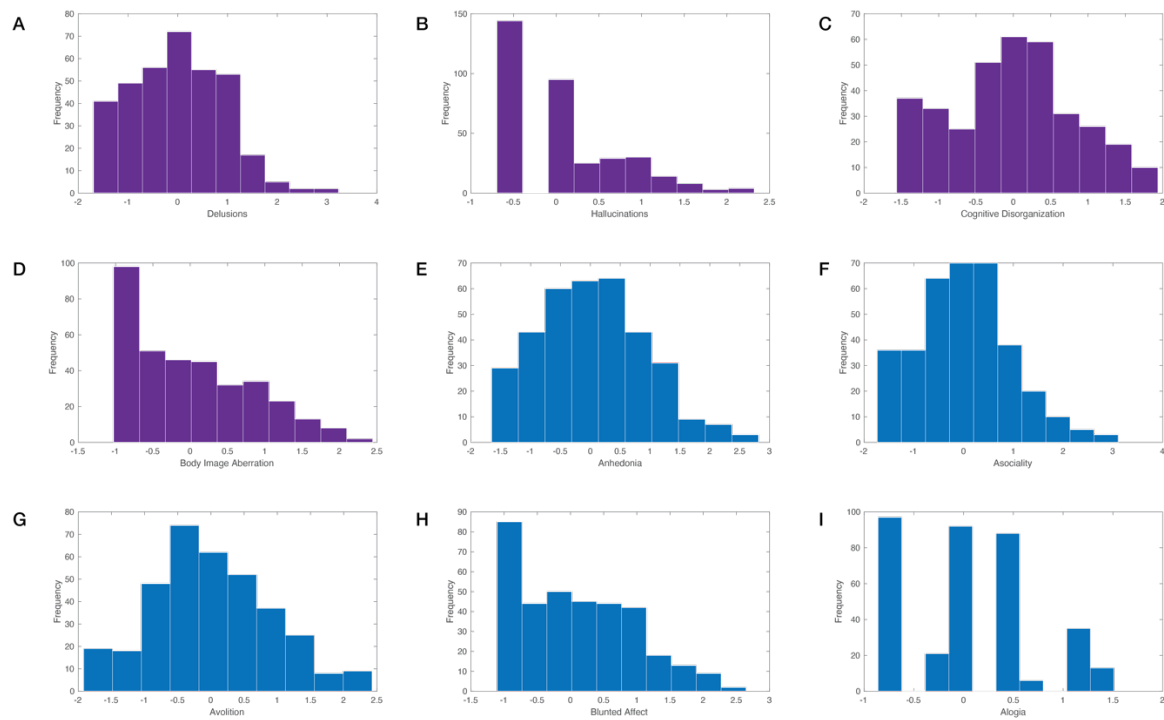 A
80
70
60
50
40
30
20
10
0
Frequency
-2 -1 0 1 2 3 4
Delusions
B
150
100
50
0
Frequency
-1 -0.5 0 0.5 1 1.5 2 2.5
Hallucinations
C
70
60
50
40
30
20
10
0
Frequency
-2 -1.5 -1 -0.5 0 0.5 1 1.5 2
Cognitive Disorganization
D
100
80
60
40
20
0
Frequency
-1.5 -1 -0.5 0 0.5 1 1.5 2 2.5
Body Image Aberration
E
70
60
50
40
30
20
10
0
Frequency
-2 -1.5 -1 -0.5 0 0.5 1 1.5 2 2.5 3
Anhedonia
F
70
60
50
40
30
20
10
0
Frequency
-2 -1 0 1 2 3 4
Asociality
G
80
70
60
50
40
30
20
10
0
Frequency
-2 -1.5 -1 -0.5 0 0.5 1 1.5 2 2.5
Avolition
H
90
80
70
60
50
40
30
20
10
0
Frequency
-1.5 -1 -0.5 0 0.5 1 1.5 2 2.5 3
Blunted Affect
I
100
80
60
40
20
0
Frequency
-1 -0.5 0 0.5 1 1.5 2
Alogia